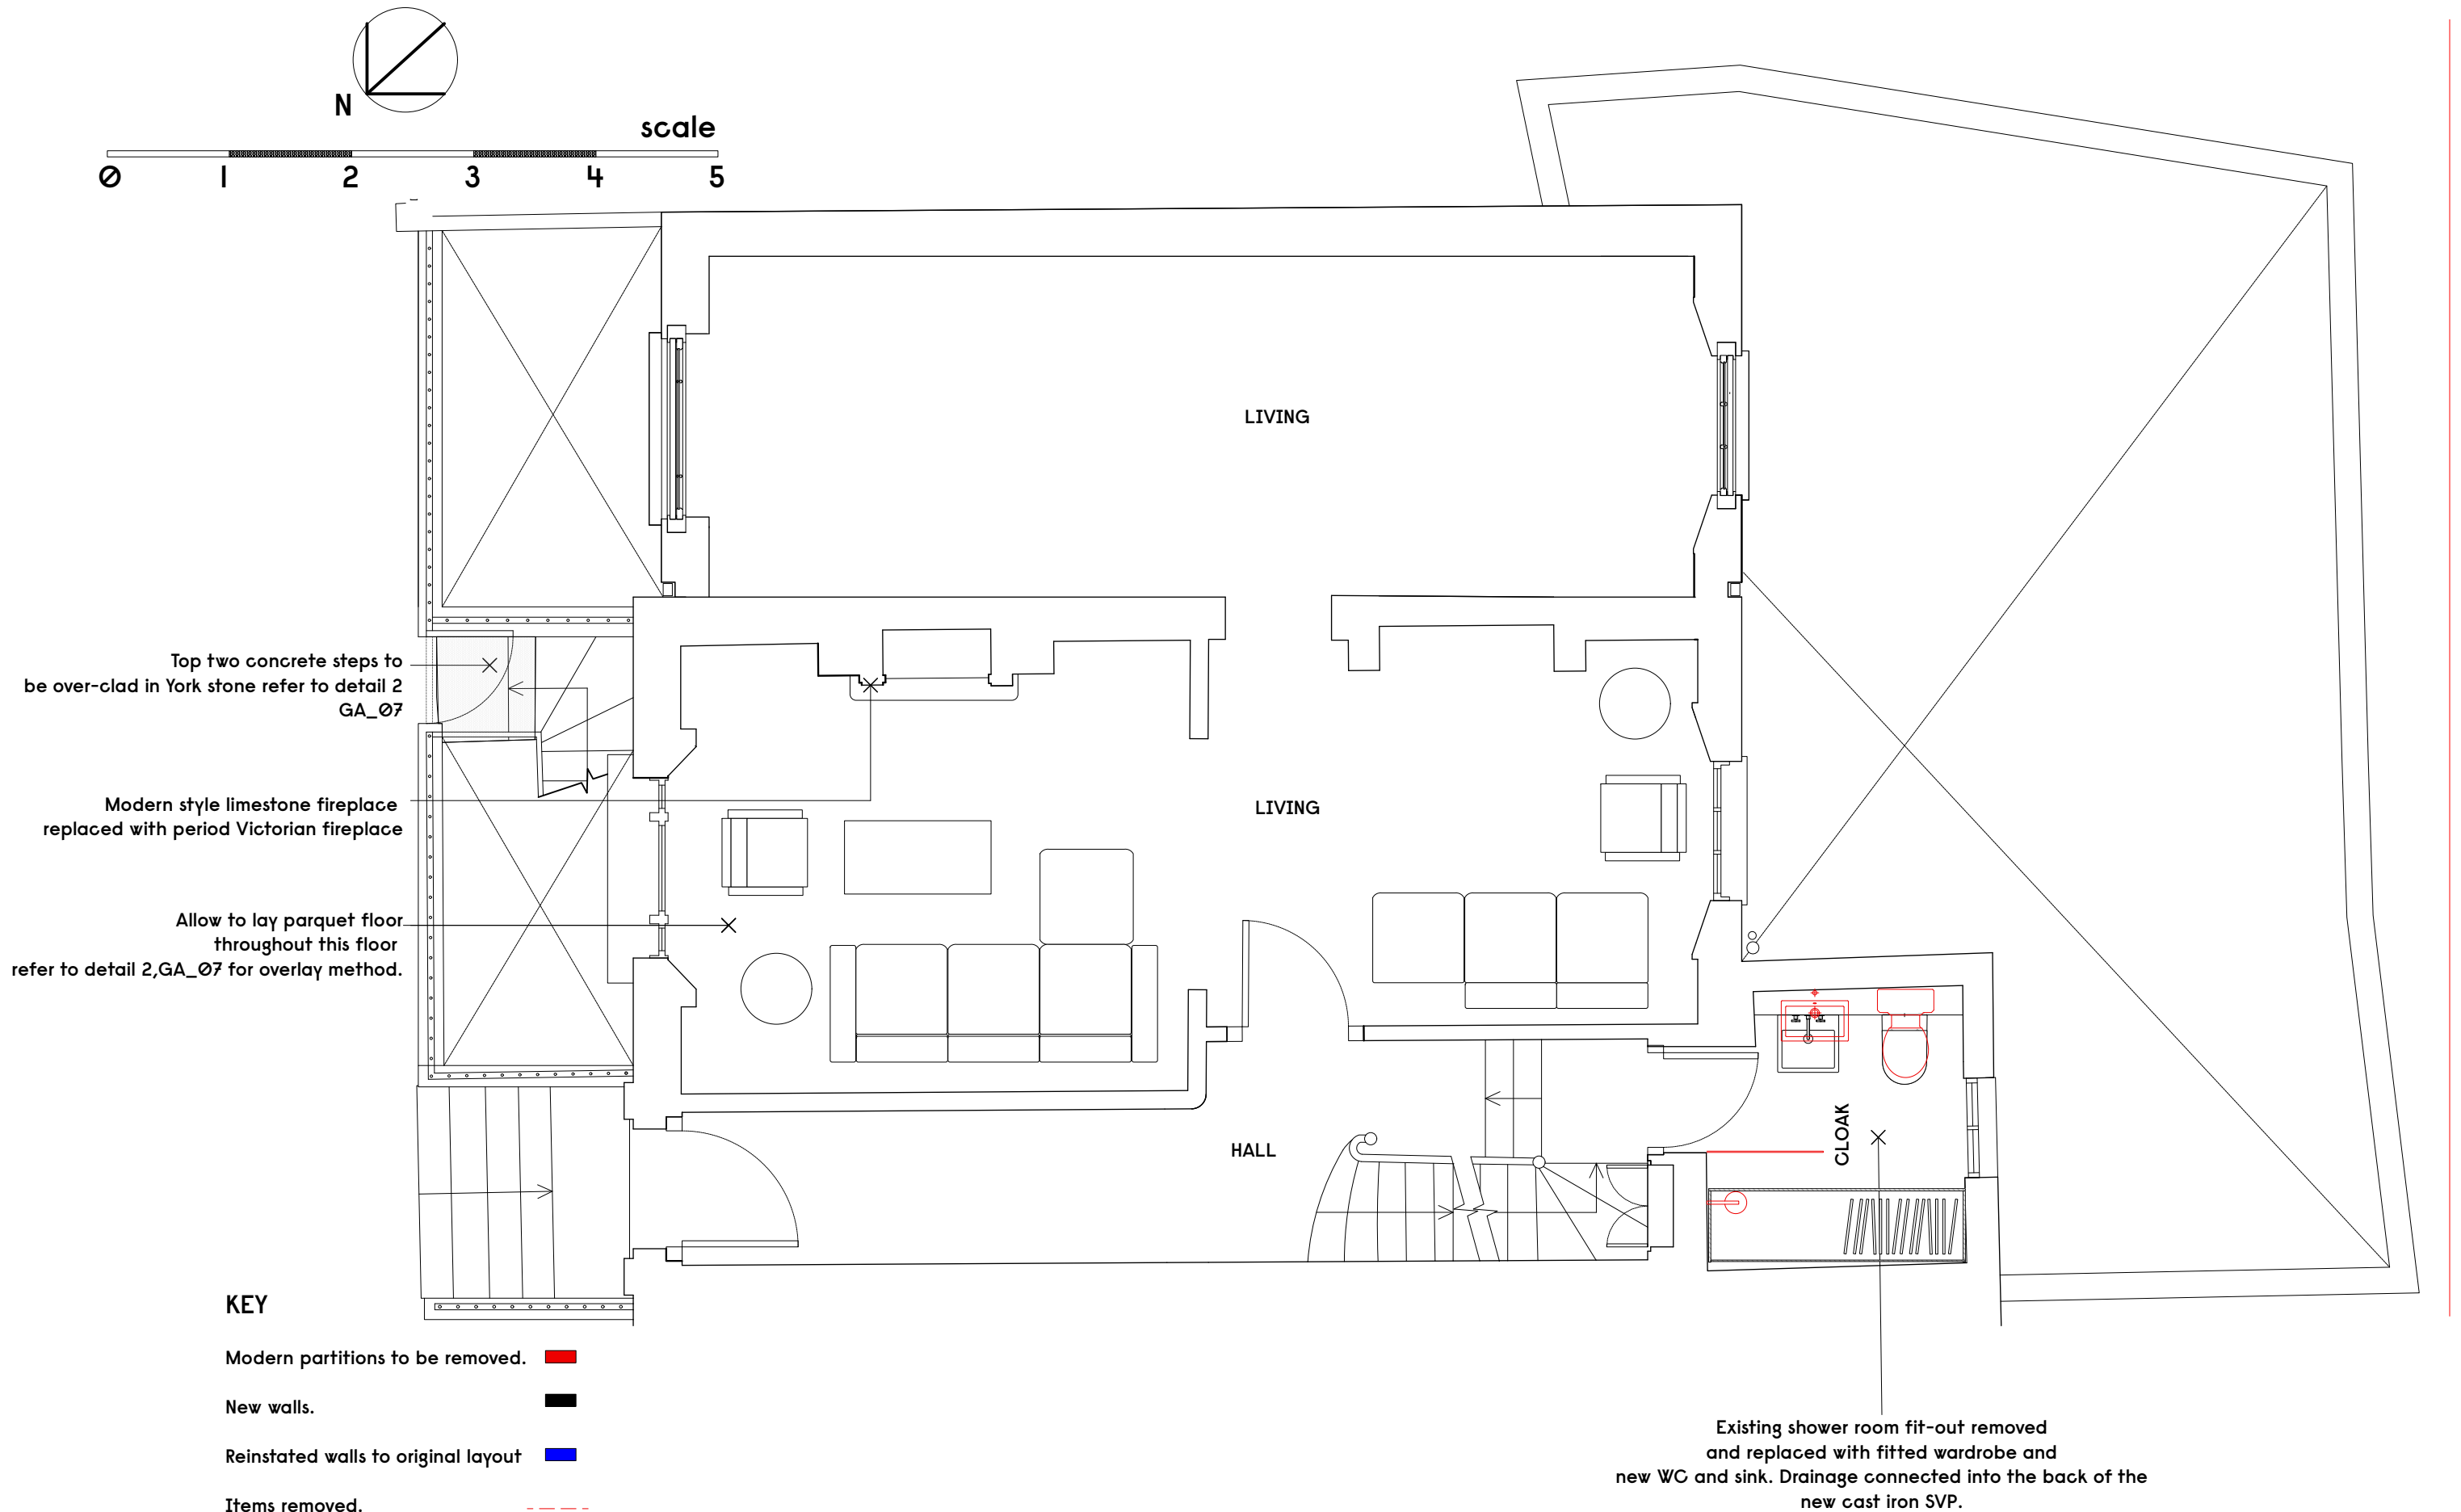 N
scale
0 1 2 3 4 5
LIVING
Top two concrete steps to
be over-clad in York stone refer to detail 2
GA_07
Modern style limestone fireplace
replaced with period Victorian fireplace
LIVING
Allow to lay parquet floor
throughout this floor
refer to detail 2,GA_07 for overlay method.
CLOAK
HALL
KEY
Modern partitions to be removed.
New walls.
Reinstated walls to original layout
Items removed.
Existing shower room fit-out removed
and replaced with fitted wardrobe and
new WC and sink. Drainage connected into the back of the
new cast iron SVP.